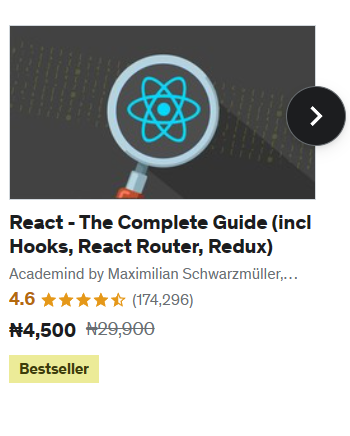 React - The Complete Guide (incl
Hooks, React Router, Redux)
Academind by Maximilian Schwarzmüller,...
4.6 (174,296)
₦4,500 ₦29,900
Bestseller